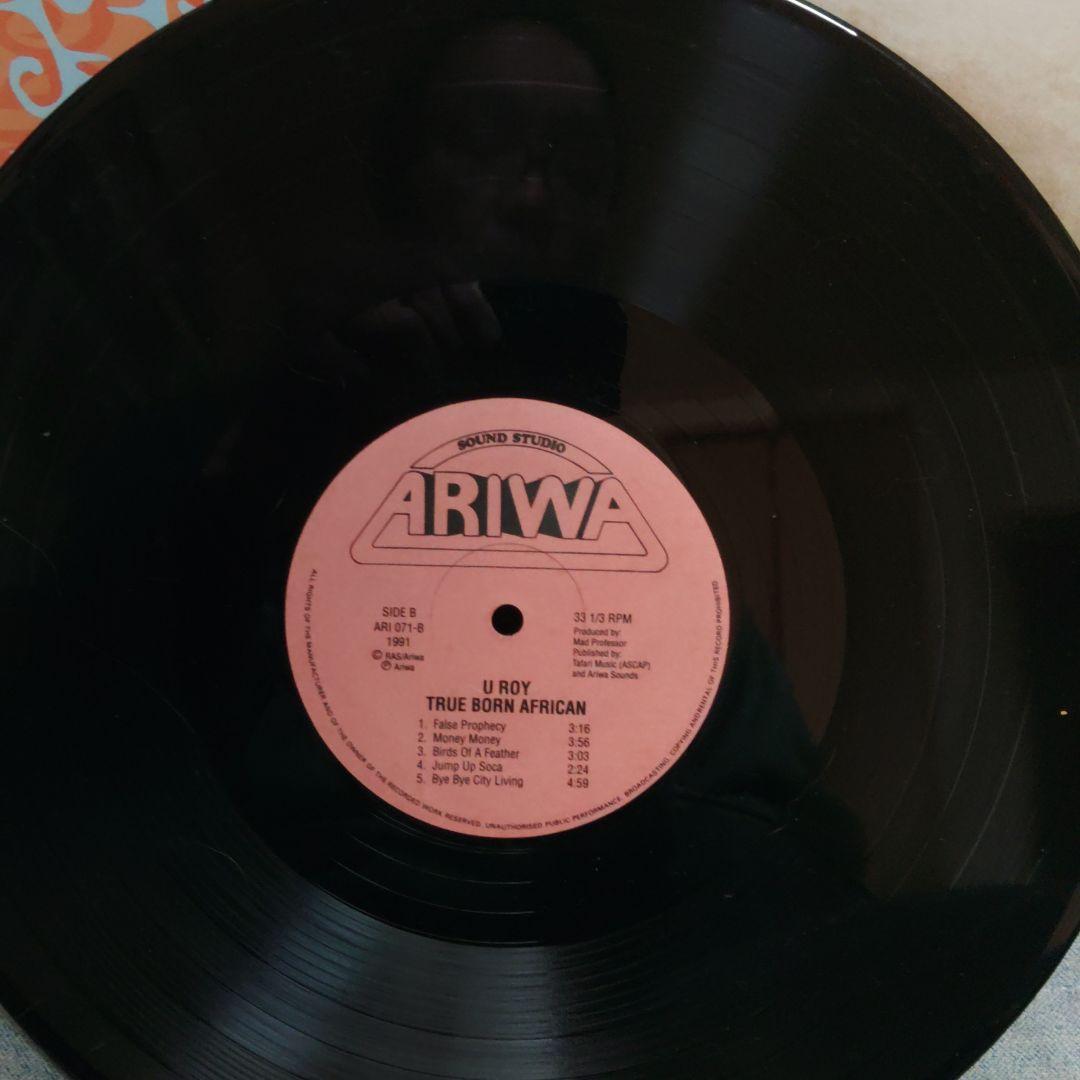 SOUND STUDIO
ARIWA
SIDE B
ARI 071-B
1991
© RAS/Ariwa
℗ Ariwa
33 1/3 RPM
Produced by:
Mad Professor
Published by:
Tafari Music (ASCAP)
and Ariwa Sounds
U ROY
TRUE BORN AFRICAN
1. False Prophecy 3:16
2. Money Money 3:56
3. Birds Of A Feather 3:03
4. Jump Up Soca 2:24
5. Bye Bye City Living 4:59
ALL RIGHTS OF THE MANUFACTURER AND OF THE OWNER OF THE RECORDED WORK RESERVED. UNAUTHORISED PUBLIC PERFORMANCE. BROADCASTING. COPYING AND RENTAL OF THIS RECORD PROHIBITED